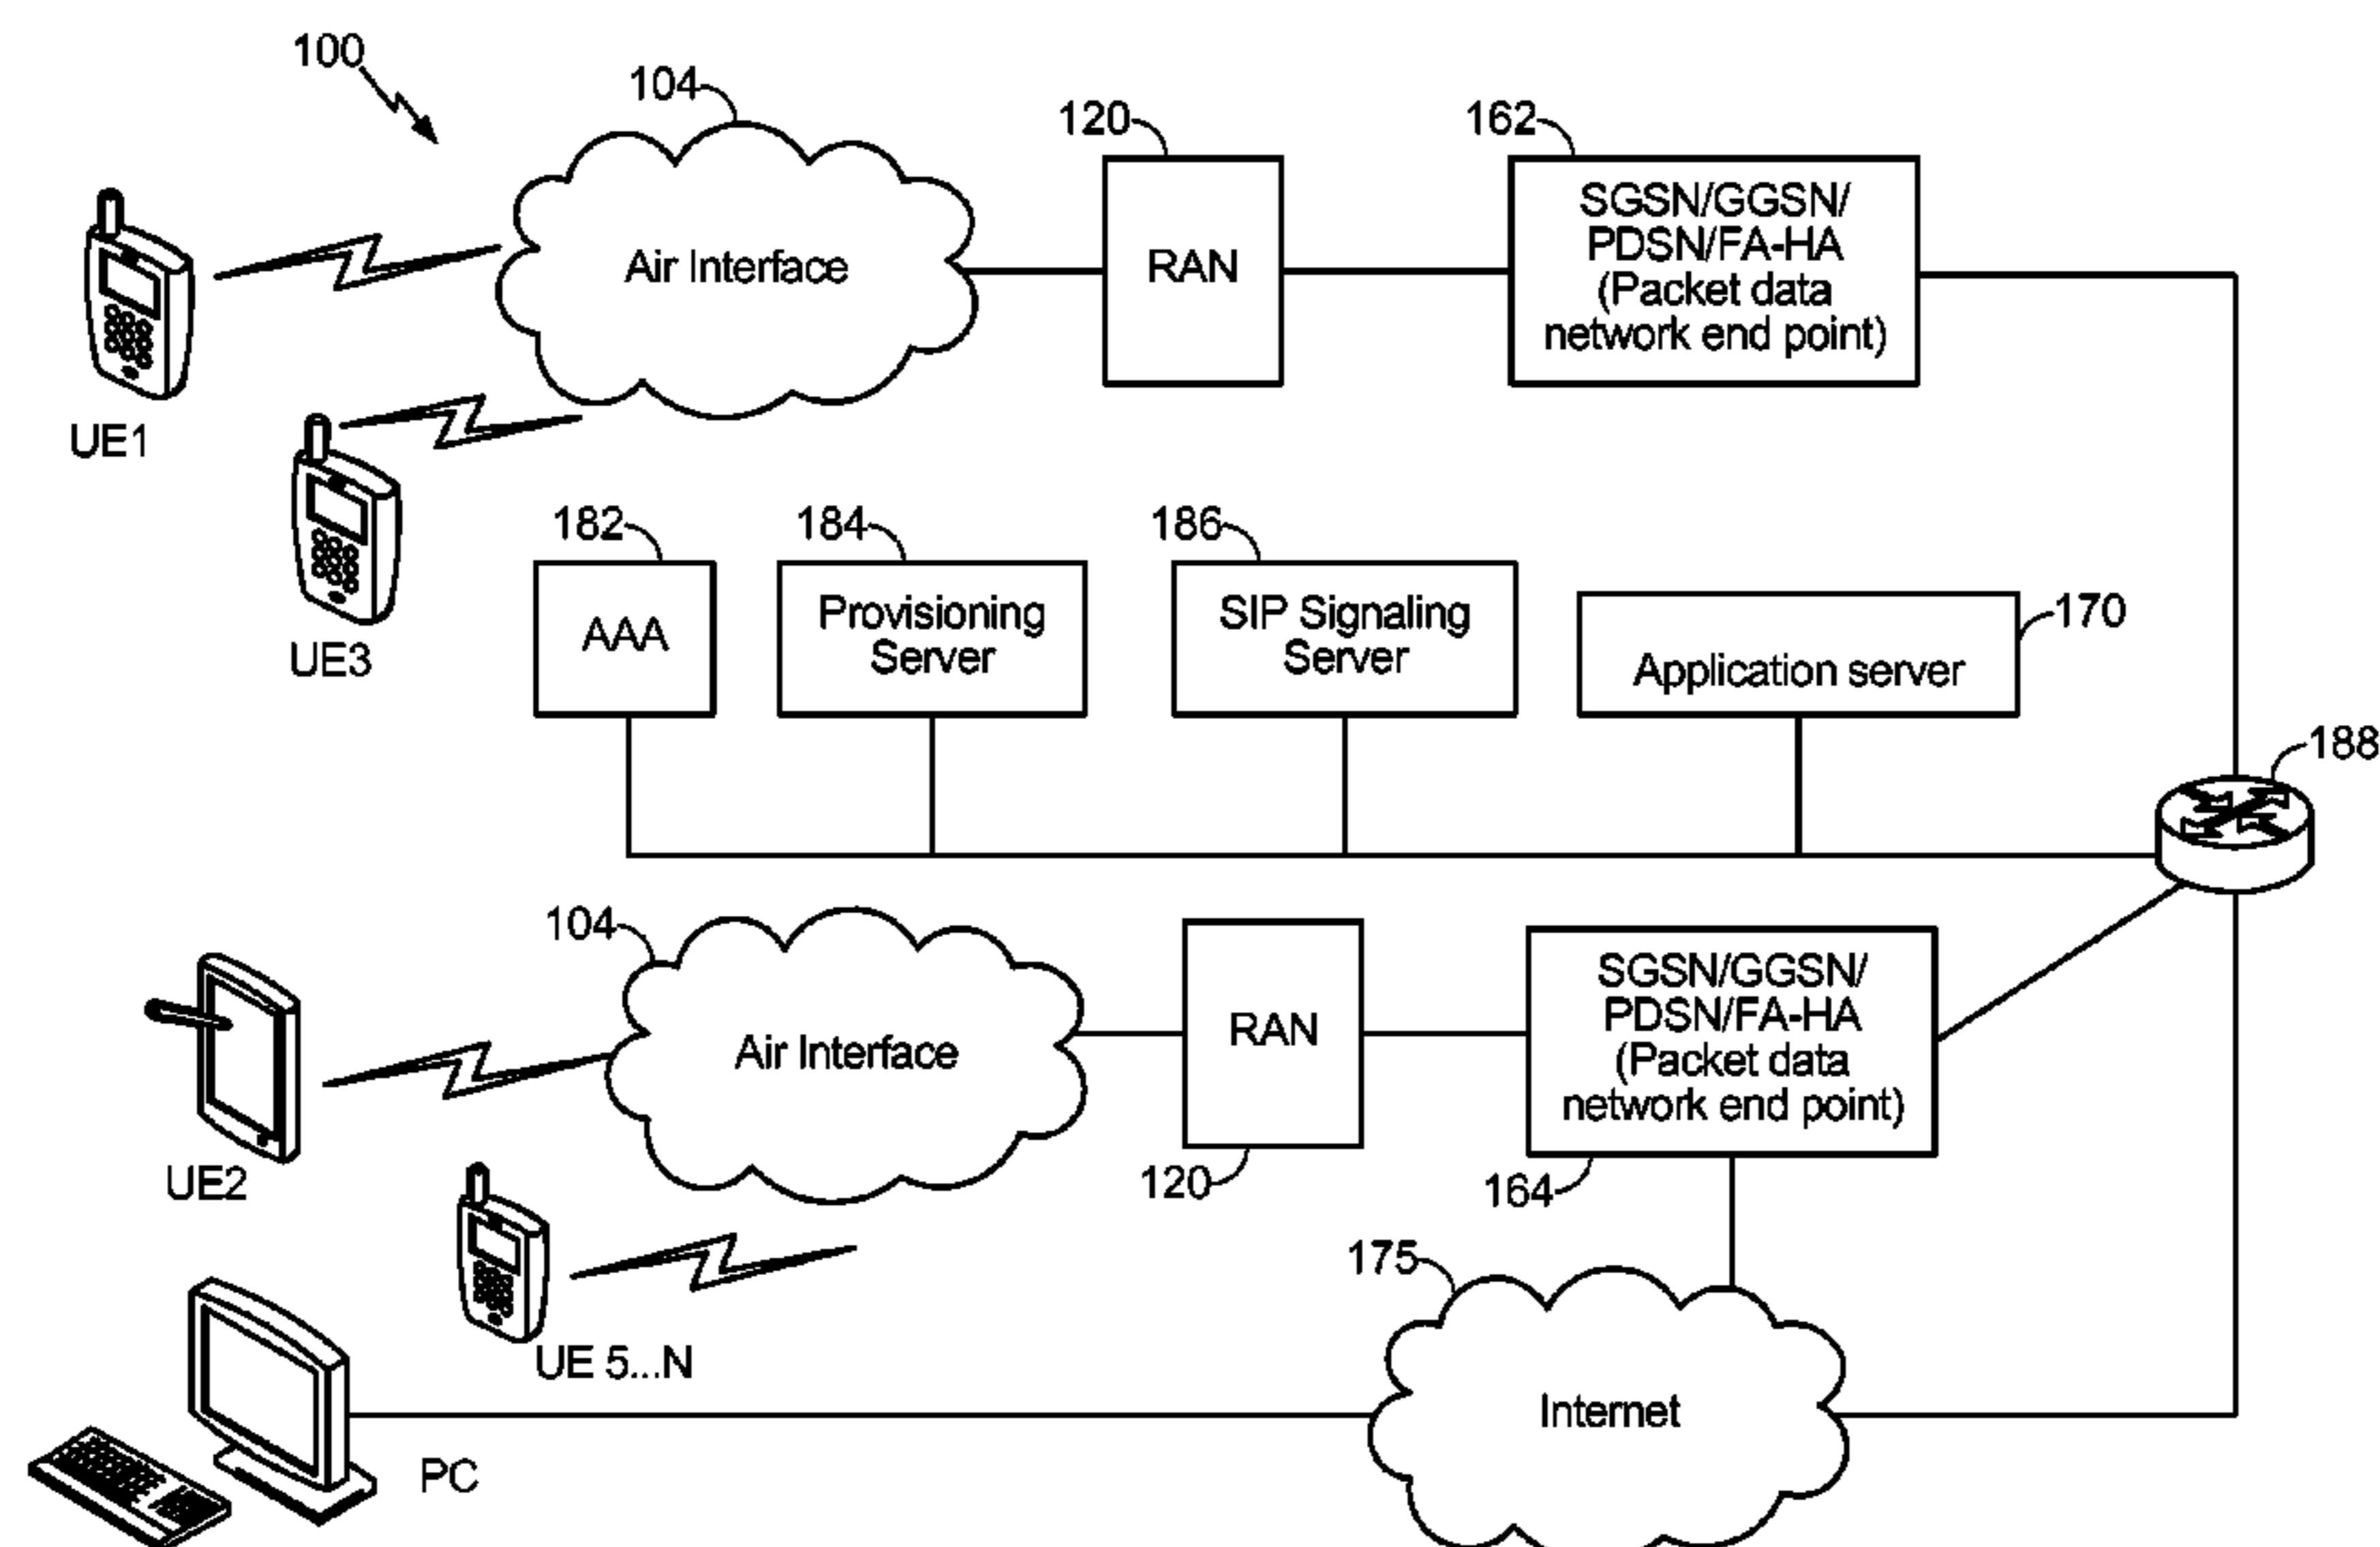 100
104
120
162
Air Interface
RAN
SGSN/GGSN/
PDSN/FA-HA
(Packet data
network end point)
UE1
UE3
182
184
186
170
AAA
Provisioning
Server
SIP Signaling
Server
Application server
188
104
Air Interface
RAN
120
SGSN/GGSN/
PDSN/FA-HA
(Packet data
network end point)
164
UE2
UE 5...N
175
Internet
PC